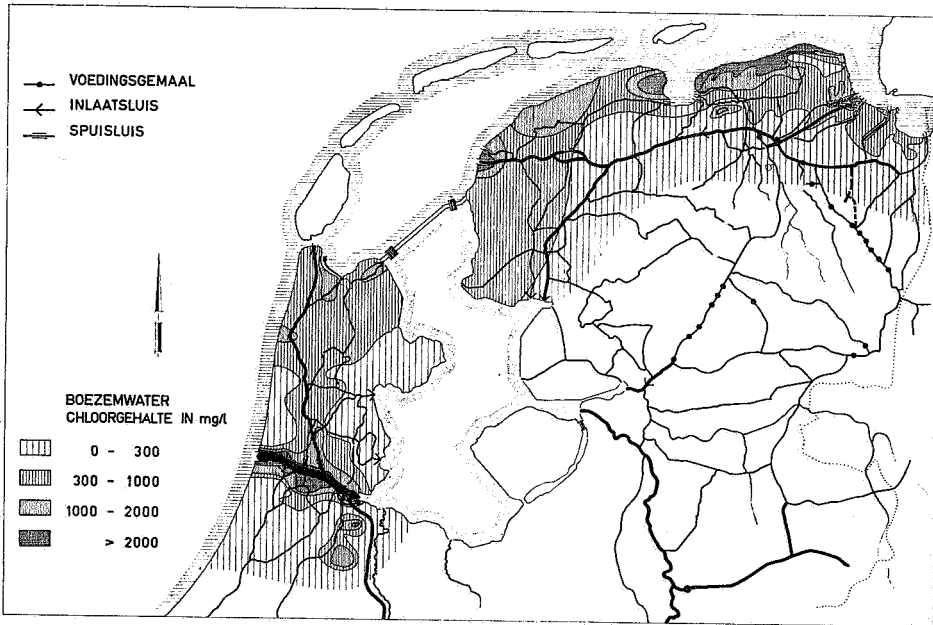 VOEDINGSGEMAAL
INLAATSLUIS
SPUISLUIS
BOEZEMWATER
CHLOORGEHALTE IN mg/l
0 - 300
300 - 1000
1000 - 2000
> 2000